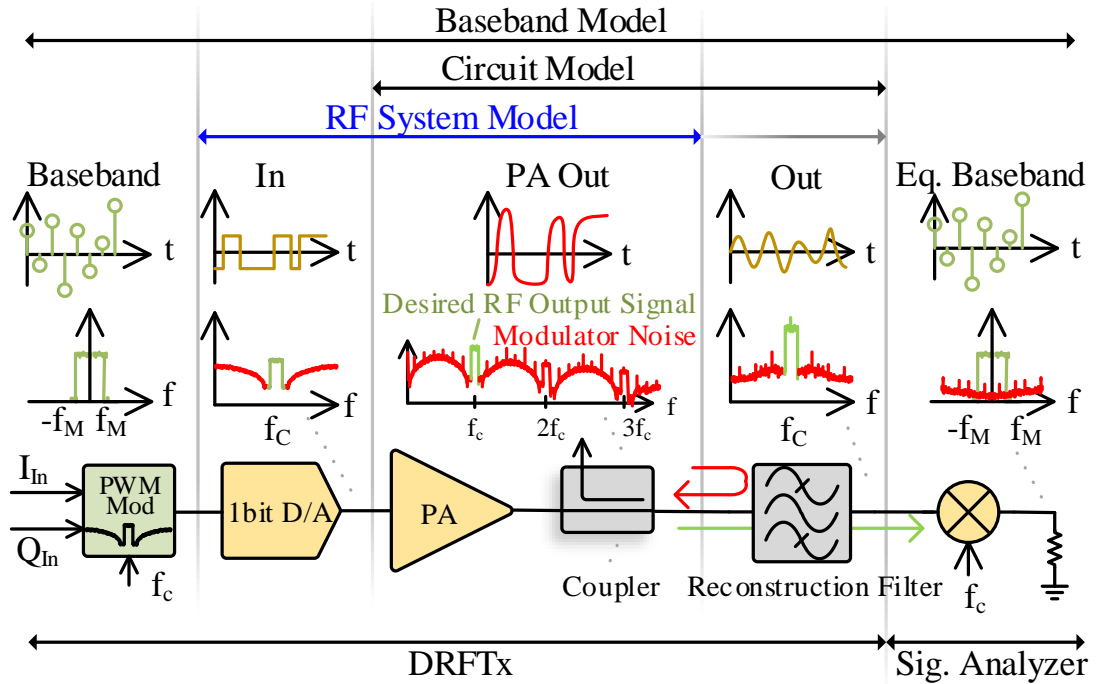 Baseband Model
Circuit Model
RF System Model
Baseband
In
PA Out
Out
Eq. Baseband
t
t
t
t
t
Desired RF Output Signal
Modulator Noise
f
f
f
f
f
-f_M f_M
f_C
f_c 2f_c 3f_c
f_C
-f_M f_M
I_In
Q_In
PWM
Mod
f_c
1bit D/A
PA
Coupler
Reconstruction Filter
f_c
DRFTx
Sig. Analyzer